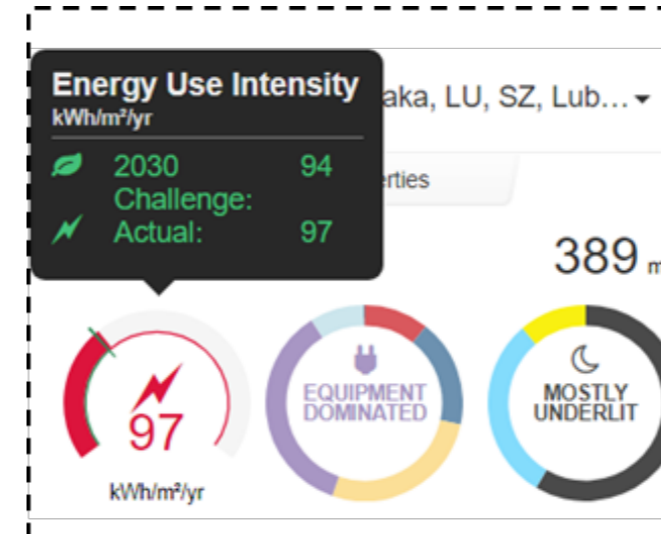 Energy Use Intensity
kWh/m²/yr
2030 Challenge: 94
Actual: 97
aka, LU, SZ, Lub...
rties
389 m
97
kWh/m²/yr
EQUIPMENT
DOMINATED
MOSTLY
UNDERLIT